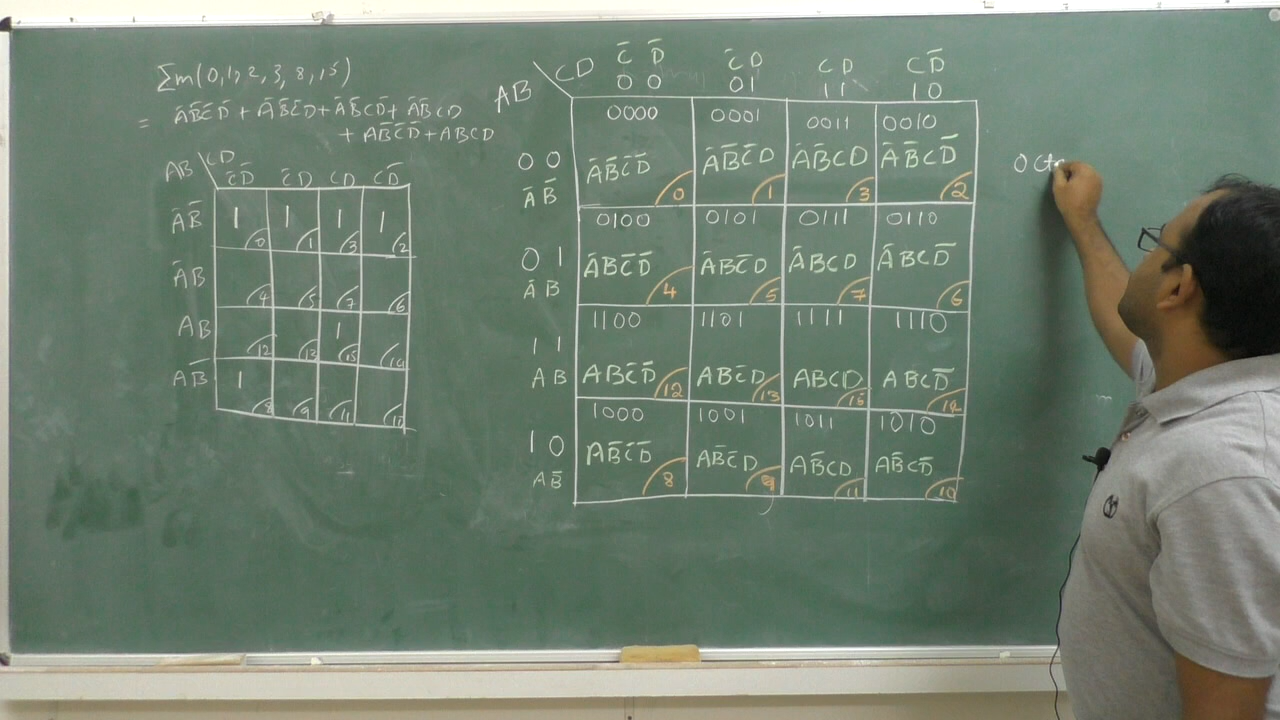 Σm(0,1,2,3,8,15)
= ĀB̄C̄D̄ + ĀB̄C̄D + ĀB̄CD̄ + ĀB̄CD
+ AB̄C̄D̄ + ABCD
AB CD
C̄D̄ C̄D CD CD̄
ĀB̄ 1 1 1 1
0 1 3 2
ĀB
4 5 7 6
AB 1
12 13 15 14
AB̄ 1
8 9 11 10
C̄ D̄ C̄D CD CD̄
AB CD 00 01 11 10
0000 0001 0011 0010
00 ĀB̄C̄D̄ ĀB̄C̄D ĀB̄CD ĀB̄CD̄
ĀB̄ 0 1 3 2
0100 0101 0111 0110
01 ĀBC̄D̄ ĀBC̄D ĀBCD ĀBCD̄
ĀB 4 5 7 6
1100 1101 1111 1110
11
AB ABC̄D̄ 12 ABC̄D 13 ABCD 15 ABCD̄ 14
1000 1001 1011 1010
10 AB̄C̄D̄ AB̄C̄D AB̄CD AB̄CD̄
AB̄ 8 9 11 10
Oct